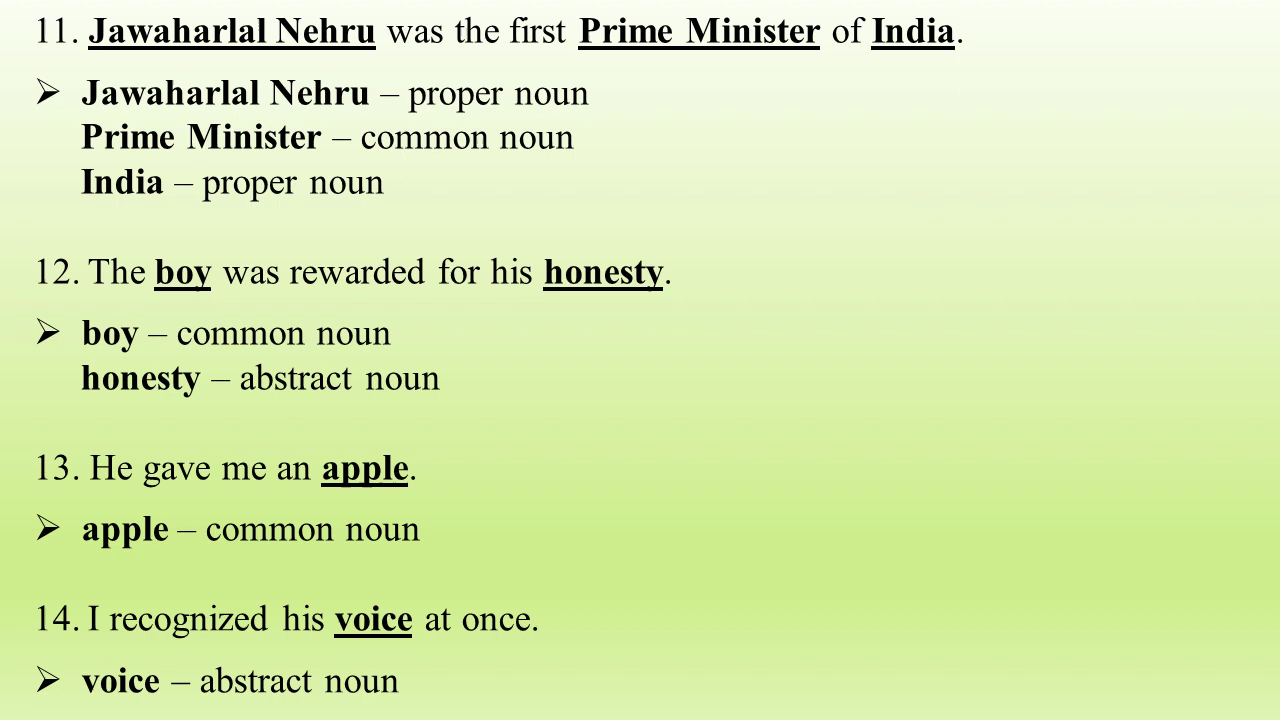 11. Jawaharlal Nehru was the first Prime Minister of India.
➢ Jawaharlal Nehru – proper noun
Prime Minister – common noun
India – proper noun
12. The boy was rewarded for his honesty.
➢ boy – common noun
honesty – abstract noun
13. He gave me an apple.
➢ apple – common noun
14. I recognized his voice at once.
➢ voice – abstract noun